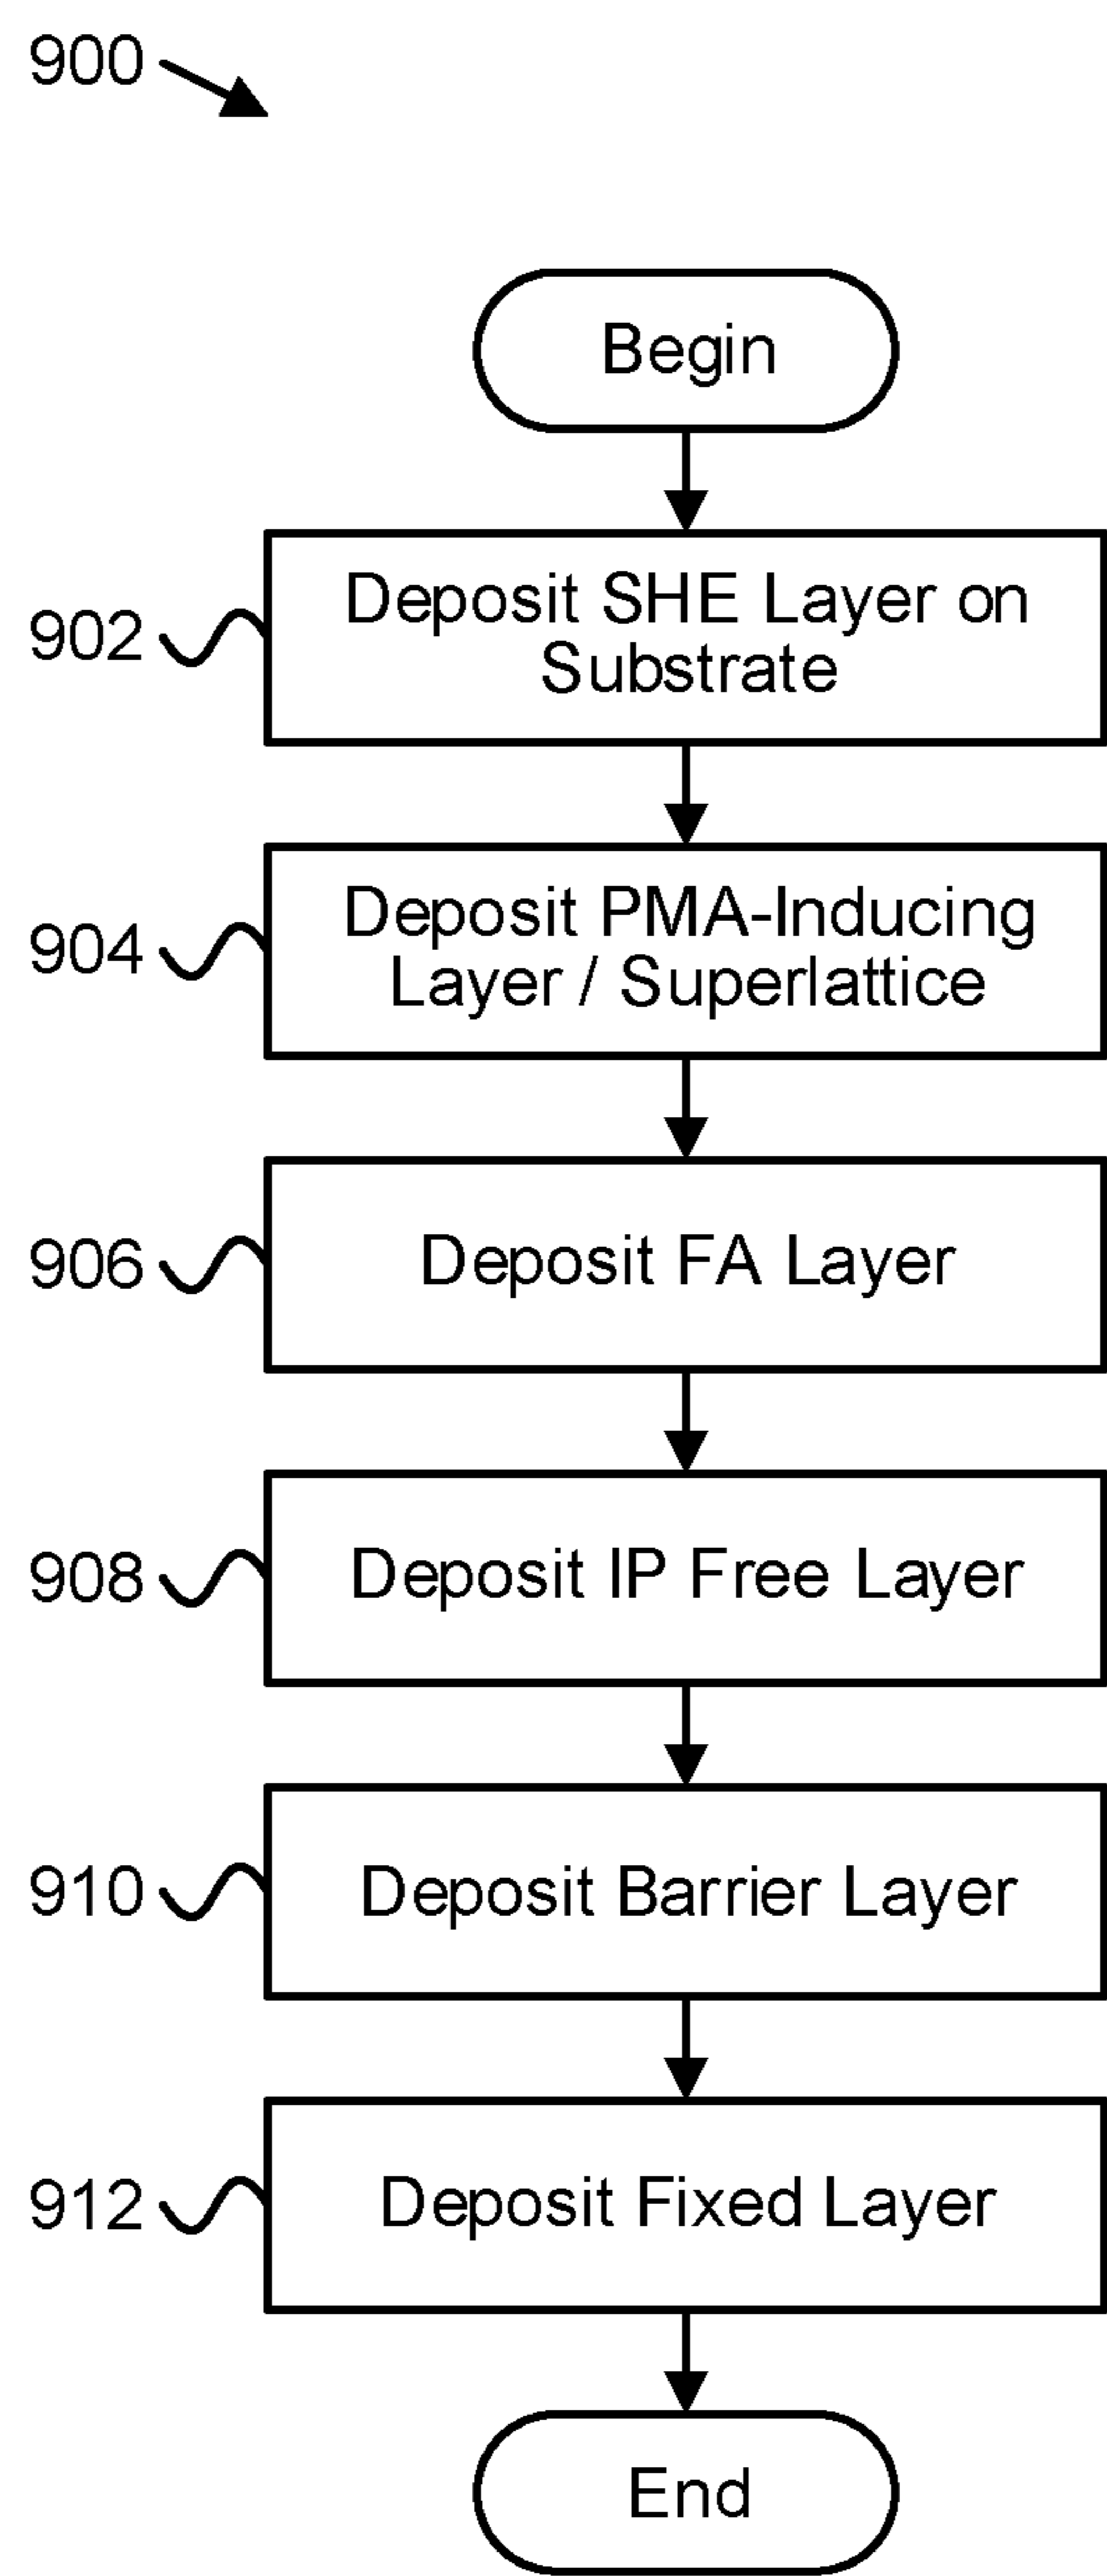 900
Begin
902
Deposit SHE Layer on
Substrate
904
Deposit PMA-Inducing
Layer / Superlattice
906
Deposit FA Layer
908
Deposit IP Free Layer
910
Deposit Barrier Layer
912
Deposit Fixed Layer
End